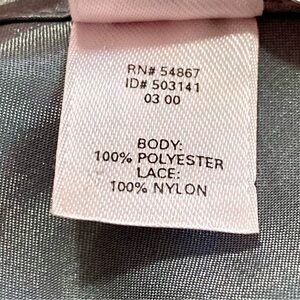 RN# 54867
ID# 503141
03 00
BODY:
100% POLYESTER
LACE:
100% NYLON